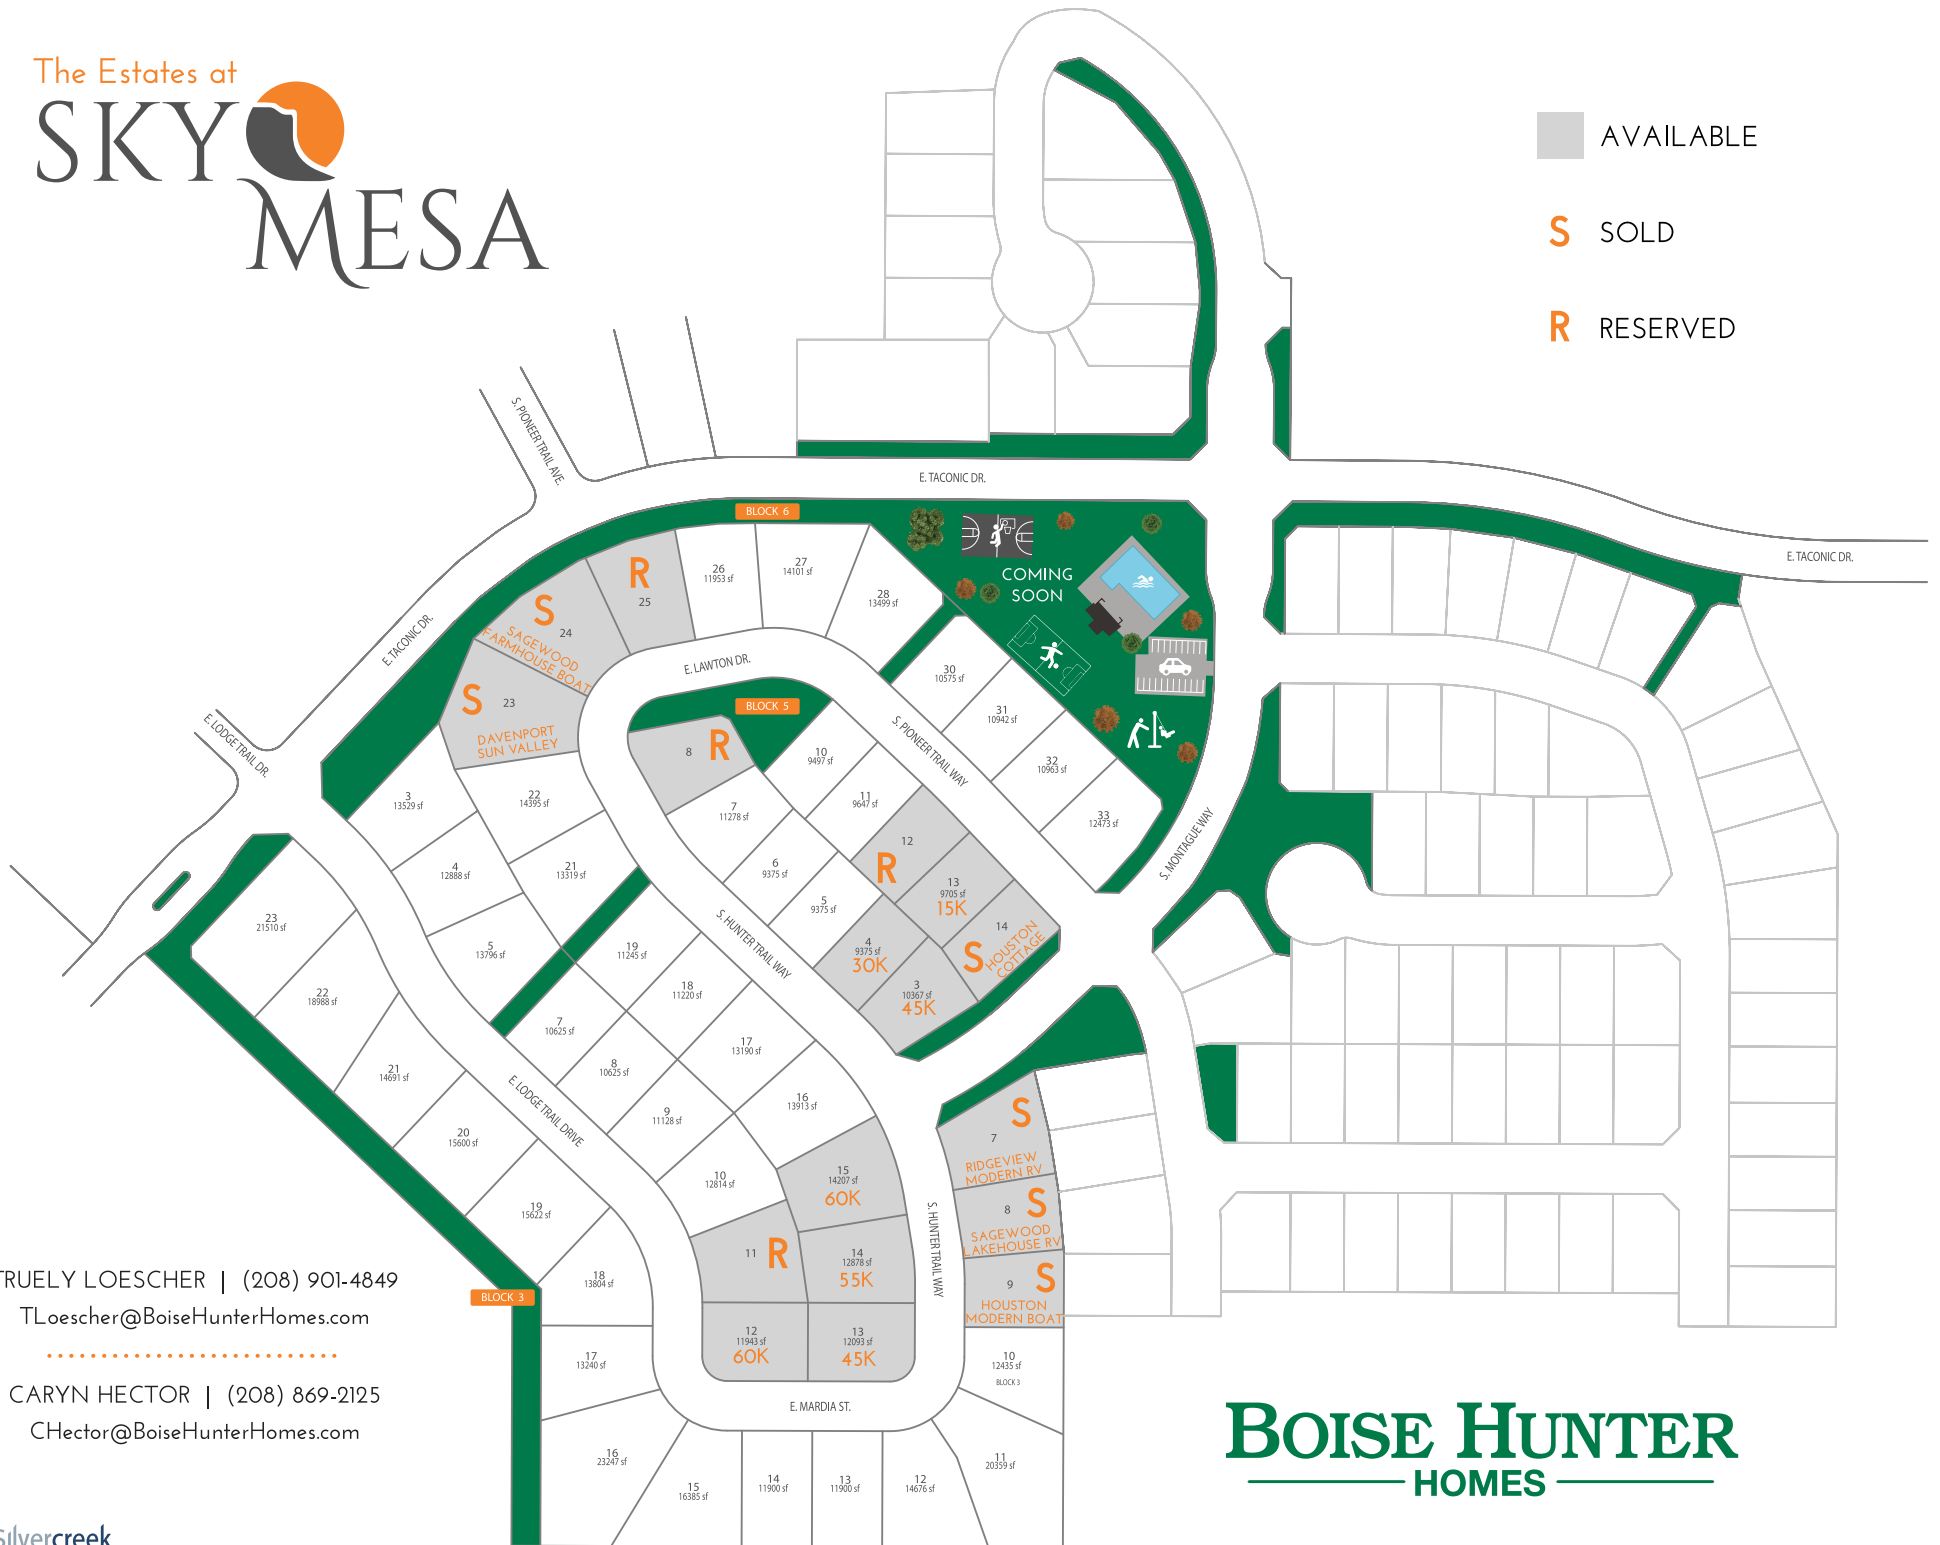 The Estates at
SKY
MESA
AVAILABLE
S SOLD
R RESERVED
S. PIONEER TRAIL AVE.
E. TACONIC DR.
E. TACONIC DR.
E. TACONIC DR.
E. LODGE TRAIL DR.
BLOCK 6
COMING
SOON
R
25
26
11953 sf
27
14101 sf
28
13499 sf
S
24
SAGEWOOD
FARMHOUSE BOAT
S
23
DAVENPORT
SUN VALLEY
E. LAWTON DR.
BLOCK 5
S. PIONEER TRAIL WAY
30
10575 sf
31
10942 sf
32
10963 sf
33
12473 sf
S. MONTAGUE WAY
8
R
10
9497 sf
11
9647 sf
7
11278 sf
12
R
6
9375 sf
5
9375 sf
13
9705 sf
15K
14
S
HOUSTON
COTTAGE
4
9375 sf
30K
3
10367 sf
45K
3
13529 sf
22
14395 sf
4
12888 sf
21
13319 sf
5
13796 sf
19
11245 sf
18
11220 sf
17
13190 sf
16
13913 sf
S. HUNTER TRAIL WAY
23
21510 sf
22
18988 sf
21
14691 sf
20
15600 sf
19
15622 sf
18
13804 sf
7
10625 sf
8
10625 sf
9
11128 sf
10
12814 sf
E. LODGE TRAIL DRIVE
15
14207 sf
60K
11
R
14
12878 sf
55K
12
11943 sf
60K
13
12093 sf
45K
S. HUNTER TRAIL WAY
S
7
RIDGEVIEW
MODERN RV
8
S
SAGEWOOD
LAKEHOUSE RV
9
S
HOUSTON
MODERN BOAT
10
12435 sf
BLOCK 3
BLOCK 3
17
13240 sf
16
23247 sf
15
16385 sf
14
11900 sf
13
11900 sf
12
14676 sf
11
20359 sf
E. MARDIA ST.
TRUELY LOESCHER | (208) 901-4849
TLoescher@BoiseHunterHomes.com
CARYN HECTOR | (208) 869-2125
CHector@BoiseHunterHomes.com
silvercreek
BOISE HUNTER
HOMES